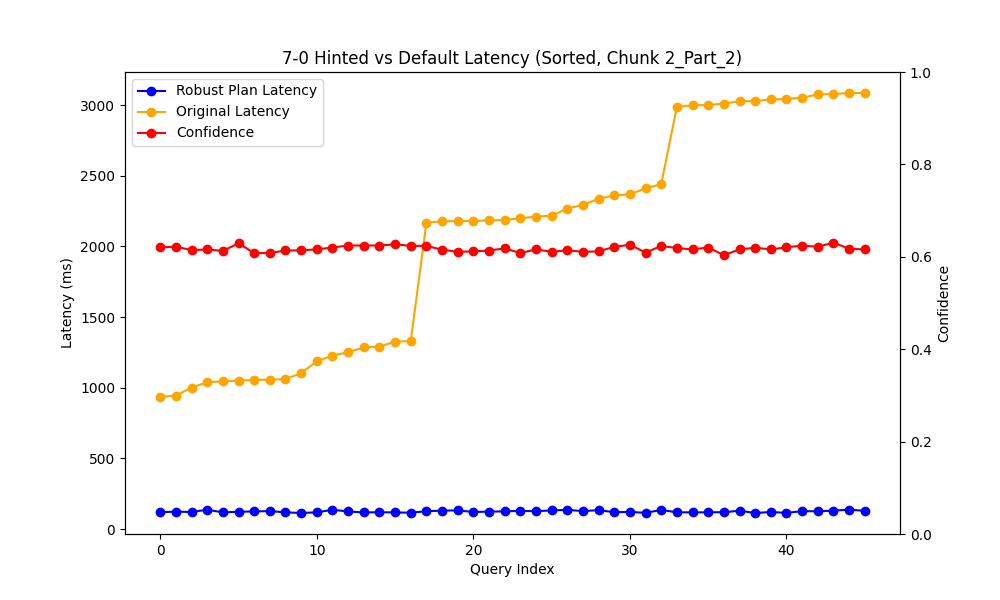 7-0 Hinted vs Default Latency (Sorted, Chunk 2_Part_2)
Robust Plan Latency
Original Latency
Confidence
Latency (ms)
3000
2500
2000
1500
1000
500
0
1.0
0.8
0.6
0.4
0.2
0.0
Confidence
0 10 20 30 40
Query Index